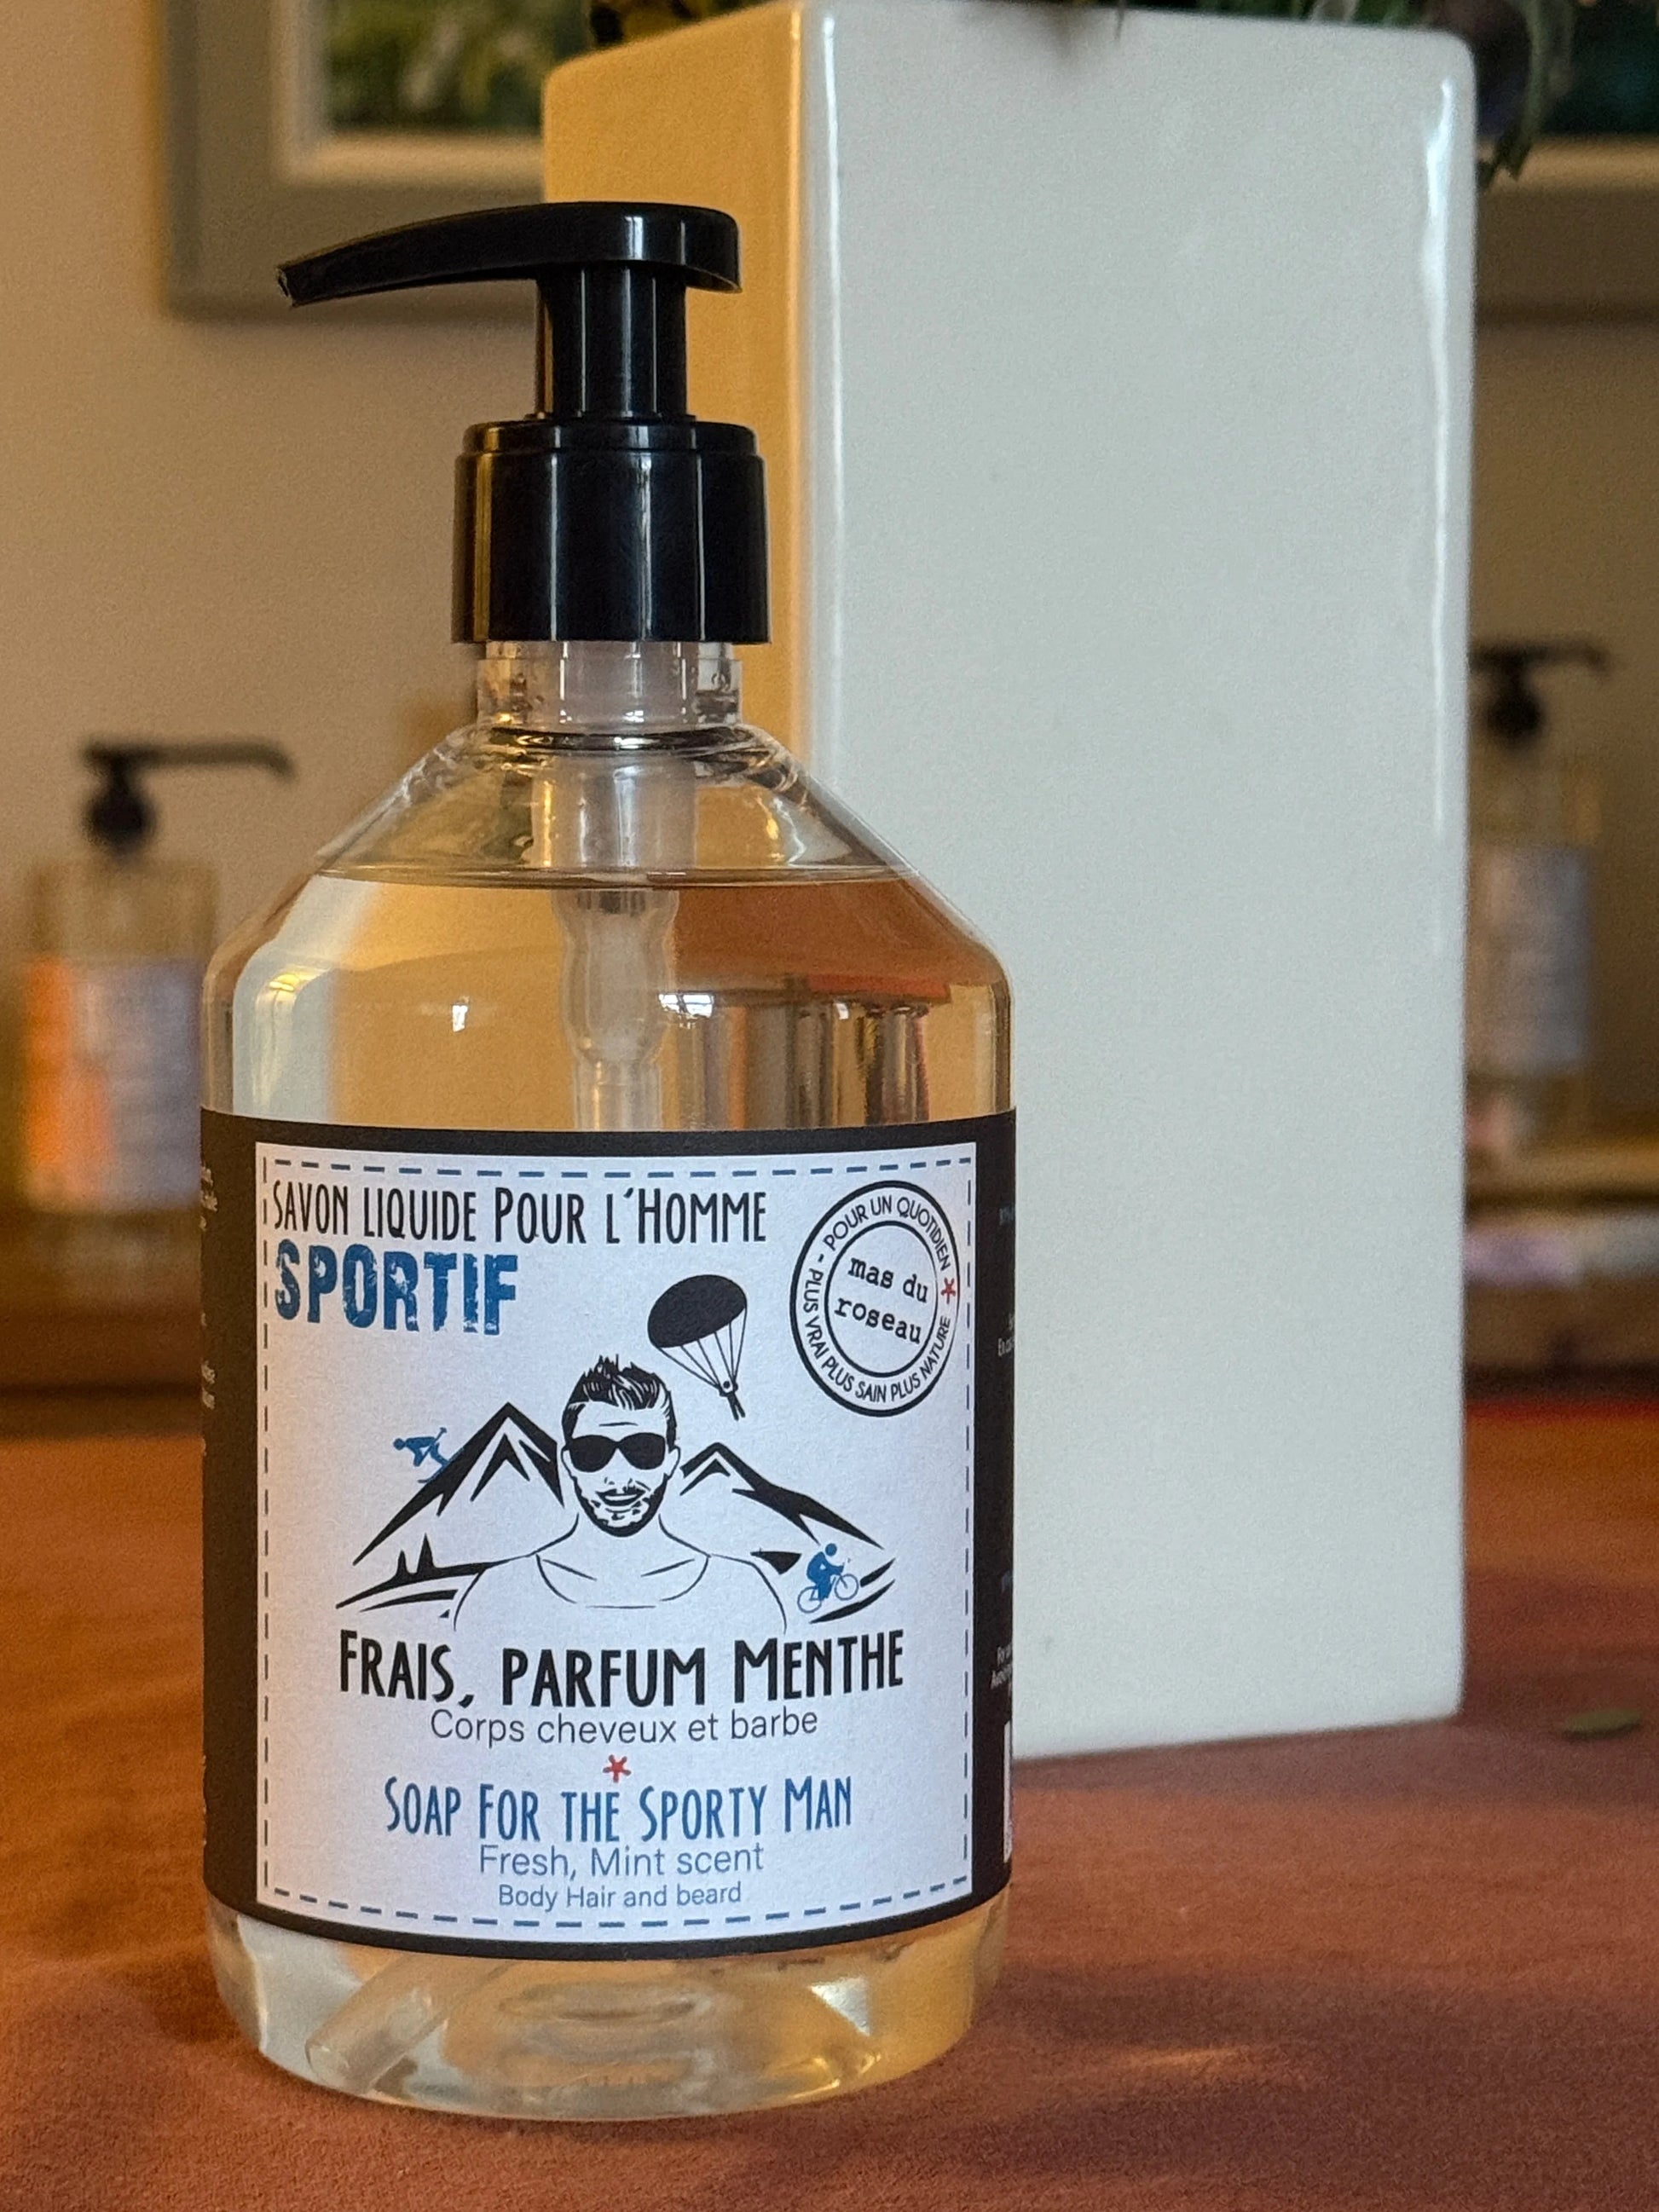 SAVON LIQUIDE POUR L'HOMME
SPORTIF
- POUR UN QUOTIDIEN * PLUS VRAI PLUS SAIN PLUS NATURE
mas du
roseau
FRAIS, PARFUM MENTHE
Corps cheveux et barbe
SOAP FOR THE SPORTY MAN
Fresh, Mint scent
Body Hair and beard